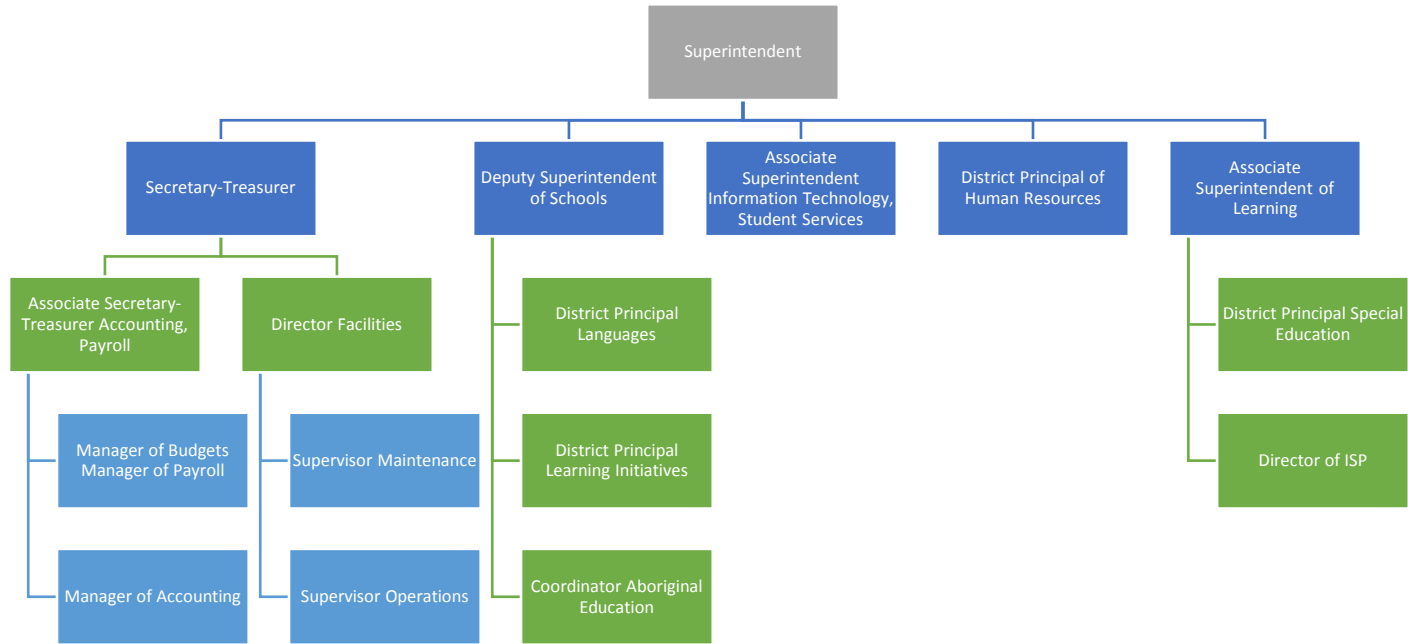 Superintendent
Secretary-Treasurer
Deputy Superintendent
of Schools
Associate
Superintendent
Information Technology,
Student Services
District Principal of
Human Resources
Associate
Superintendent of
Learning
Associate Secretary-
Treasurer Accounting,
Payroll
Director Facilities
District Principal
Languages
District Principal Special
Education
Manager of Budgets
Manager of Payroll
Supervisor Maintenance
District Principal
Learning Initiatives
Director of ISP
Manager of Accounting
Supervisor Operations
Coordinator Aboriginal
Education